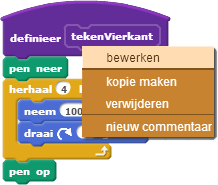 definieer tekenVierkant
bewerken
pen neer
kopie maken
herhaal 4
verwijderen
neem 100
draai
nieuw commentaar
pen op